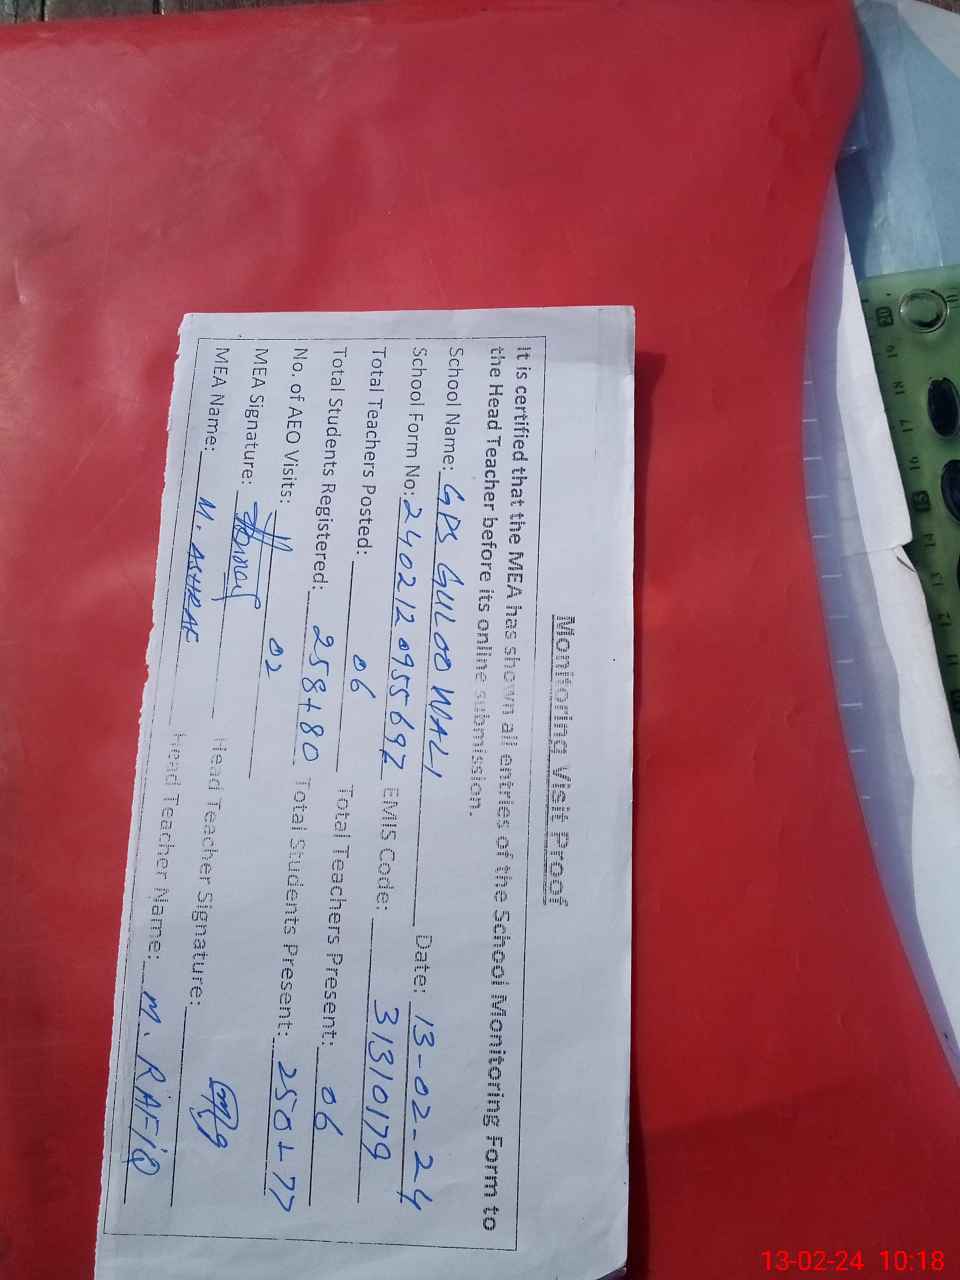 Monitoring Visit Proof
It is certified that the MEA has shown all entries of the School Monitoring Form to
the Head Teacher before its online submission.
School Name: GPS GULOO WALI Date: 13-02-24
School Form No: 240212095569 EMIS Code: 31310179
Total Teachers Posted: 06 Total Teachers Present: 06
Total Students Registered: 258+80 Total Students Present: 250+77
No. of AEO Visits: 02
MEA Signature: Head Teacher Signature:
MEA Name: M. ASHRAF Head Teacher Name: M. RAFIQ
13-02-24 10:18